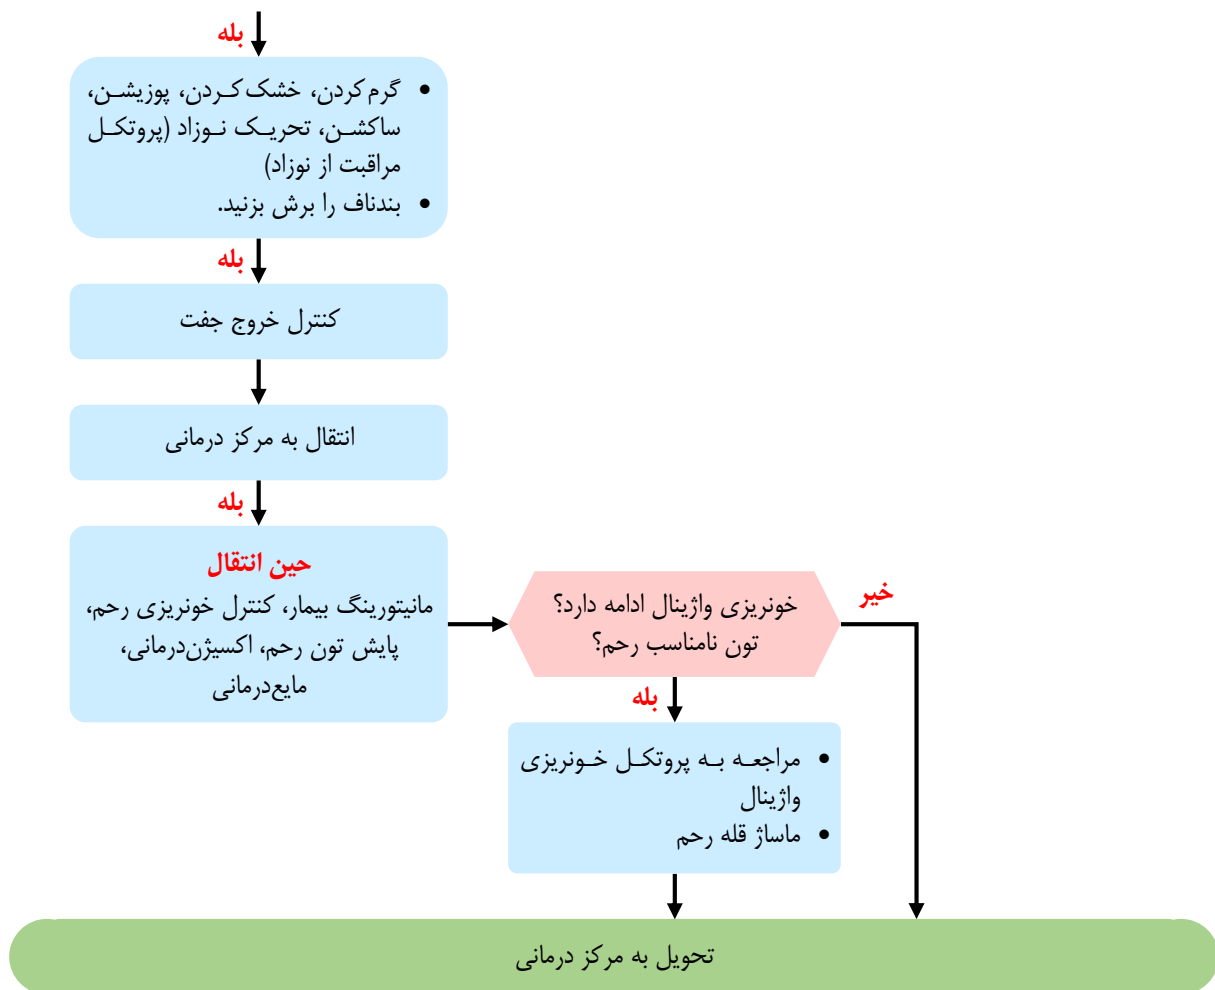 بله
• گرم کردن، خشک کردن، پوزیشن،
ساکشن، تحریک نوزاد (پروتکل
مراقبت از نوزاد)
• بندناف را برش بزنید.
بله
کنترل خروج جفت
انتقال به مرکز درمانی
بله
حین انتقال
مانیتورینگ بیمار، کنترل خونریزی رحم،
پایش تون رحم، اکسیژن‌درمانی،
مایع‌درمانی
خونریزی واژینال ادامه دارد؟
تون نامناسب رحم؟
خیر
بله
• مراجعه به پروتکل خونریزی
واژینال
• ماساژ قله رحم
تحویل به مرکز درمانی